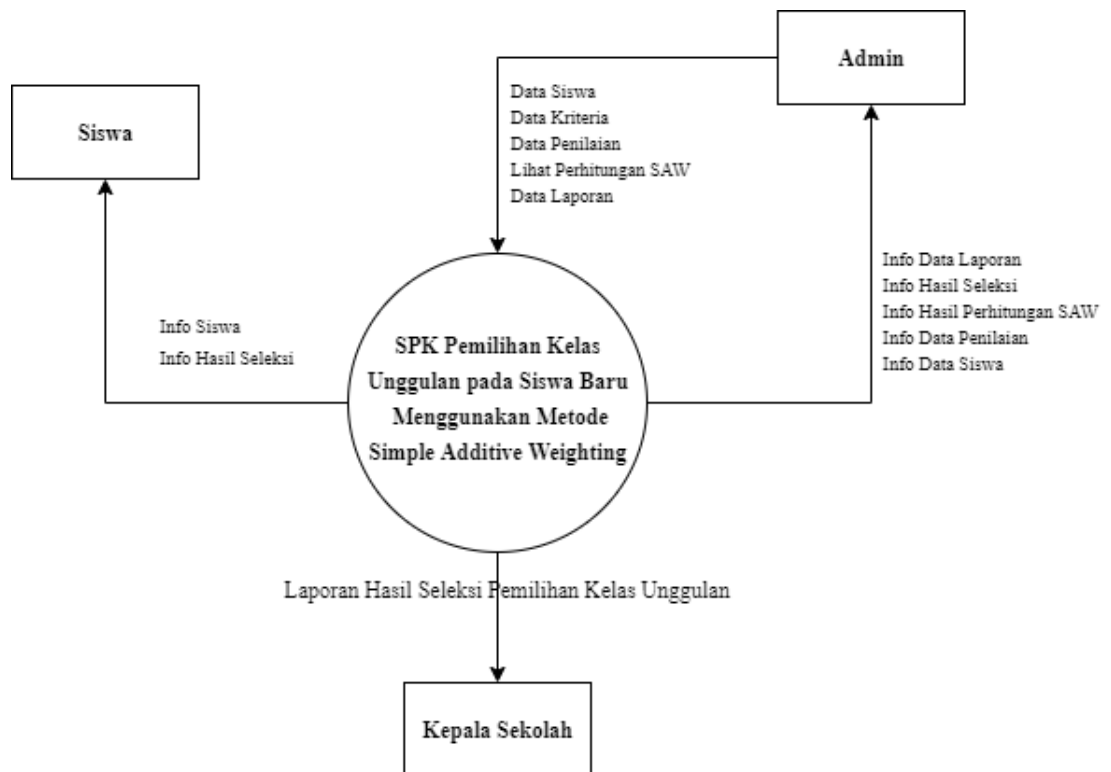 Admin
Siswa
Data Siswa
Data Kriteria
Data Penilaian
Lihat Perhitungan SAW
Data Laporan
Info Data Laporan
Info Hasil Seleksi
Info Hasil Perhitungan SAW
Info Data Penilaian
Info Data Siswa
Info Siswa
Info Hasil Seleksi
SPK Pemilihan Kelas
Unggulan pada Siswa Baru
Menggunakan Metode
Simple Additive Weighting
Laporan Hasil Seleksi Pemilihan Kelas Unggulan
Kepala Sekolah